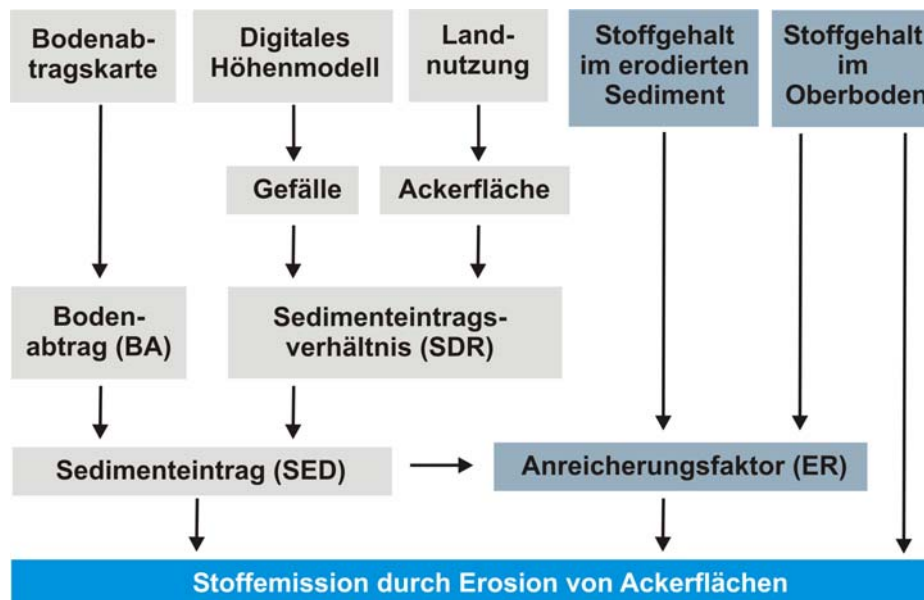 Bodenab-
tragskarte
Digitales
Höhenmodell
Land-
nutzung
Stoffgehalt
im erodierten
Sediment
Stoffgehalt
im
Oberboden
Gefälle
Ackerfläche
Boden-
abtrag (BA)
Sedimenteintrags-
verhältnis (SDR)
Sedimenteintrag (SED)
Anreicherungsfaktor (ER)
Stoffemission durch Erosion von Ackerflächen